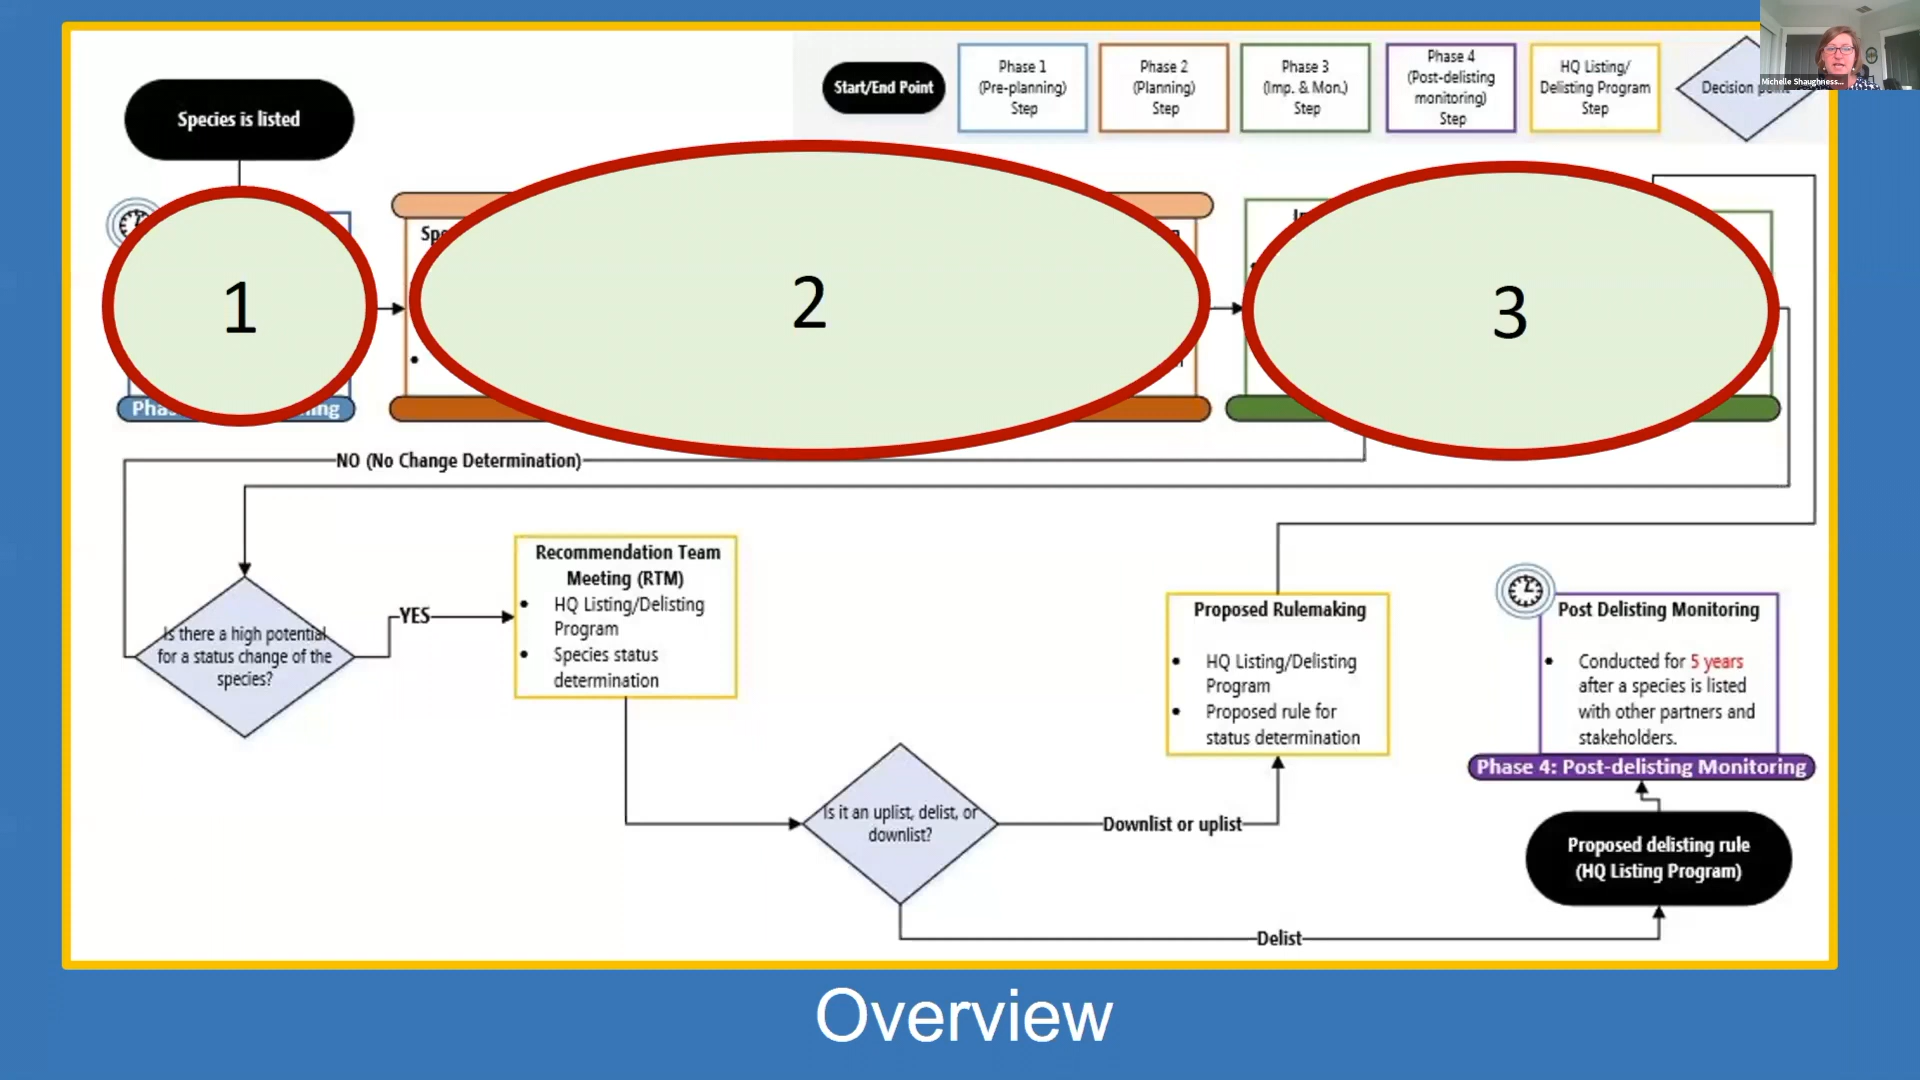 Species is listed
Start/End Point
Phase 1
(Pre-planning)
Step
Phase 2
(Planning)
Step
Phase 3
(Imp. & Mon.)
Step
Phase 4
(Post-delisting
monitoring)
Step
HQ Listing/
Delisting Program
Step
Decision
Michelle Shaughness...
1
2
3
NO (No Change Determination)
Is there a high potential
for a status change of the
species?
YES
Recommendation Team
Meeting (RTM)
• HQ Listing/Delisting
Program
• Species status
determination
Is it an uplist, delist, or
downlist?
Downlist or uplist
Delist
Proposed Rulemaking
• HQ Listing/Delisting
Program
• Proposed rule for
status determination
Post Delisting Monitoring
• Conducted for 5 years
after a species is listed
with other partners and
stakeholders.
Phase 4: Post-delisting Monitoring
Proposed delisting rule
(HQ Listing Program)
Overview